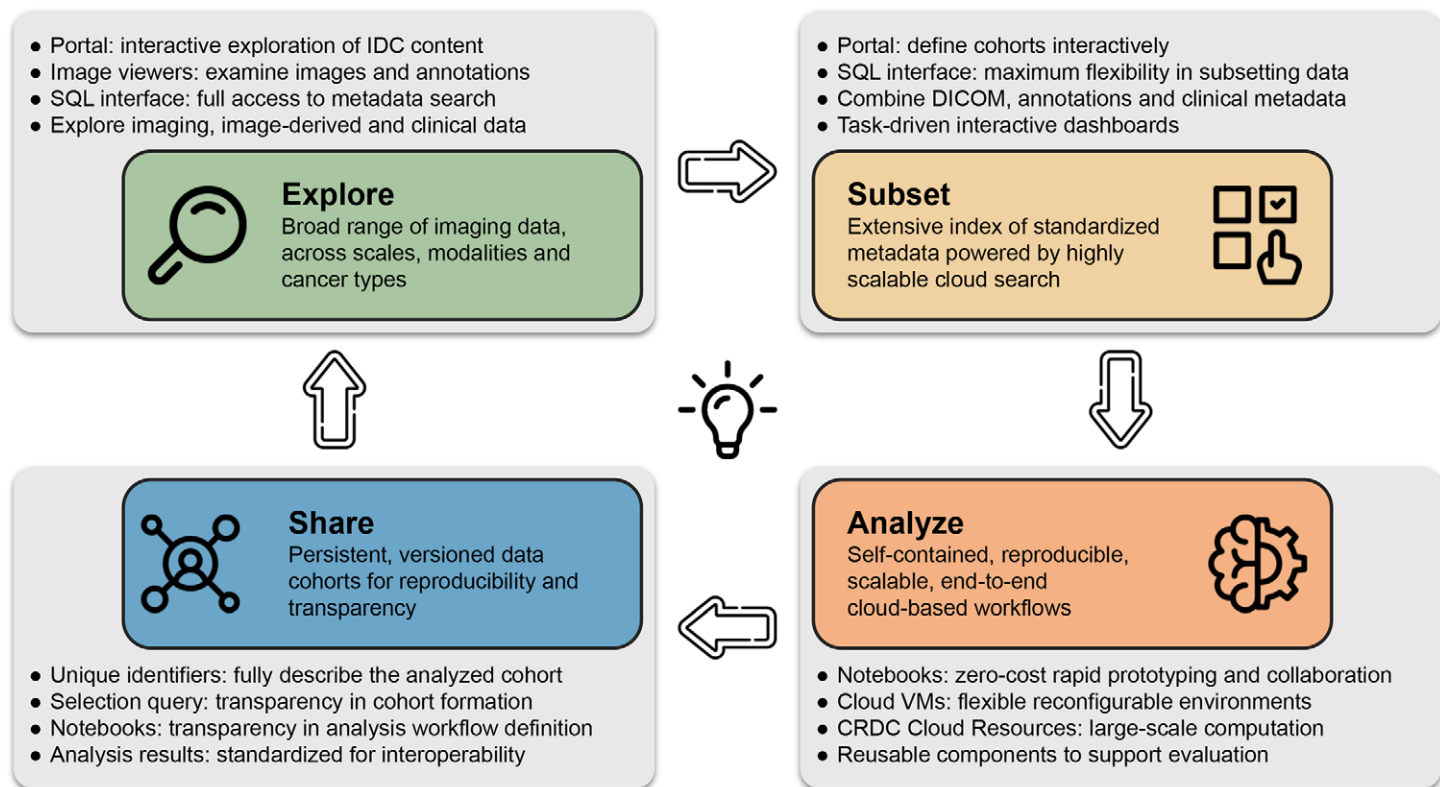 ● Portal: interactive exploration of IDC content
● Image viewers: examine images and annotations
● SQL interface: full access to metadata search
● Explore imaging, image-derived and clinical data
Explore
Broad range of imaging data,
across scales, modalities and
cancer types
● Portal: define cohorts interactively
● SQL interface: maximum flexibility in subsetting data
● Combine DICOM, annotations and clinical metadata
● Task-driven interactive dashboards
Subset
Extensive index of standardized
metadata powered by highly
scalable cloud search
Share
Persistent, versioned data
cohorts for reproducibility and
transparency
● Unique identifiers: fully describe the analyzed cohort
● Selection query: transparency in cohort formation
● Notebooks: transparency in analysis workflow definition
● Analysis results: standardized for interoperability
Analyze
Self-contained, reproducible,
scalable, end-to-end
cloud-based workflows
● Notebooks: zero-cost rapid prototyping and collaboration
● Cloud VMs: flexible reconfigurable environments
● CRDC Cloud Resources: large-scale computation
● Reusable components to support evaluation